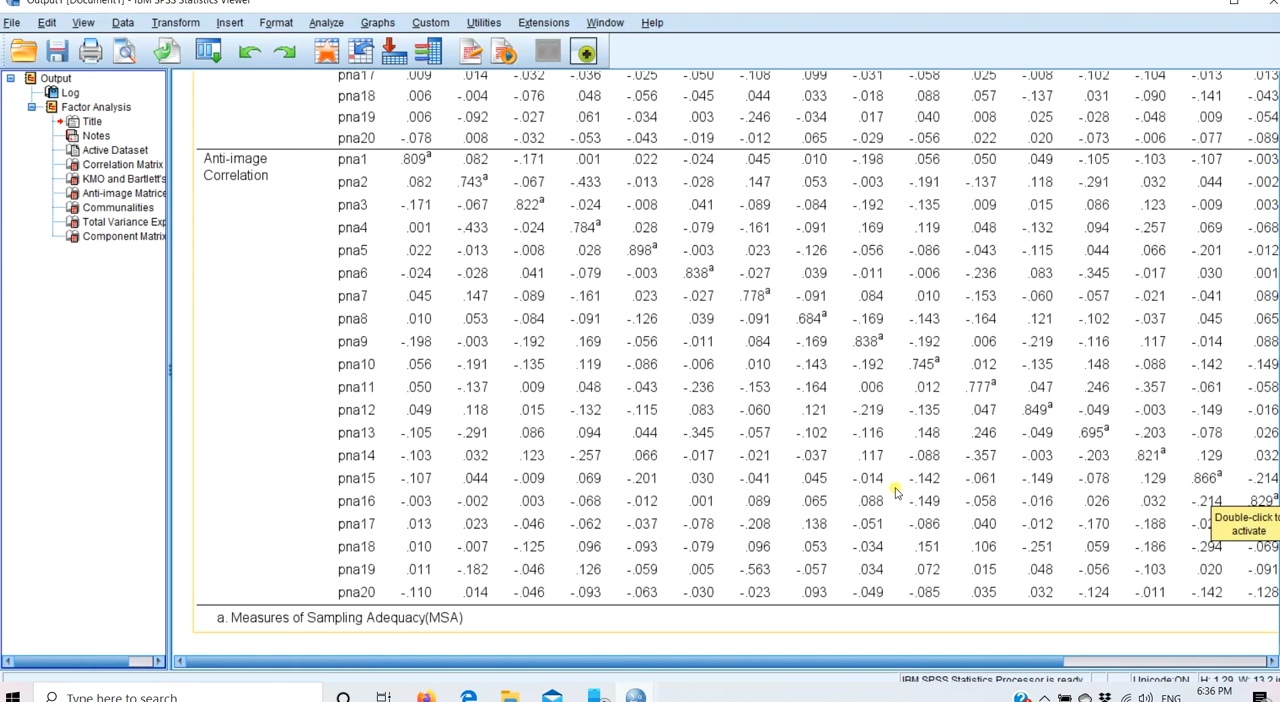 Output1 [Document1] - IBM SPSS Statistics Viewer
File Edit View Data Transform Insert Format Analyze Graphs Custom Utilities Extensions Window Help
Output
Log
Factor Analysis
Title
Notes
Active Dataset
Correlation Matrix
KMO and Bartlett's
Anti-image Matrice
Communalities
Total Variance Exp
Component Matrix
pna17 .009 .014 -.032 -.036 -.025 -.050 -.108 .099 -.031 -.058 .025 -.008 -.102 -.104 -.013 .013
pna18 .006 -.004 -.076 .048 -.056 -.045 .044 .033 -.018 .088 .057 -.137 .031 -.090 -.141 -.043
pna19 .006 -.092 -.027 .061 -.034 .003 -.246 -.034 .017 .040 .008 .025 -.028 -.048 .009 -.054
pna20 -.078 .008 -.032 -.053 -.043 -.019 -.012 .065 -.029 -.056 .022 .020 -.073 -.006 -.077 -.089
Anti-image Correlation
pna1 .809a .082 -.171 .001 .022 -.024 .045 .010 -.198 .056 .050 .049 -.105 -.103 -.107 -.003
pna2 .082 .743a -.067 -.433 -.013 -.028 .147 .053 -.003 -.191 -.137 .118 -.291 .032 .044 -.002
pna3 -.171 -.067 .822a -.024 -.008 .041 -.089 -.084 -.192 -.135 .009 .015 .086 .123 -.009 .003
pna4 .001 -.433 -.024 .784a .028 -.079 -.161 -.091 .169 .119 .048 -.132 .094 -.257 .069 -.068
pna5 .022 -.013 -.008 .028 .898a -.003 .023 -.126 -.056 -.086 -.043 -.115 .044 .066 -.201 -.012
pna6 -.024 -.028 .041 -.079 -.003 .838a -.027 .039 -.011 -.006 -.236 .083 -.345 -.017 .030 .001
pna7 .045 .147 -.089 -.161 .023 -.027 .778a -.091 .084 .010 -.153 -.060 -.057 -.021 -.041 .089
pna8 .010 .053 -.084 -.091 -.126 .039 -.091 .684a -.169 -.143 -.164 .121 -.102 -.037 .045 .065
pna9 -.198 -.003 -.192 .169 -.056 -.011 .084 -.169 .838a -.192 .006 -.219 -.116 .117 -.014 .088
pna10 .056 -.191 -.135 .119 -.086 -.006 .010 -.143 -.192 .745a .012 -.135 .148 -.088 -.142 -.149
pna11 .050 -.137 .009 .048 -.043 -.236 -.153 -.164 .006 .012 .777a .047 .246 -.357 -.061 -.058
pna12 .049 .118 .015 -.132 -.115 .083 -.060 .121 -.219 -.135 .047 .849a -.049 -.003 -.149 -.016
pna13 -.105 -.291 .086 .094 .044 -.345 -.057 -.102 -.116 .148 .246 -.049 .695a -.203 -.078 .026
pna14 -.103 .032 .123 -.257 .066 -.017 -.021 -.037 .117 -.088 -.357 -.003 -.203 .821a .129 .032
pna15 -.107 .044 -.009 .069 -.201 .030 -.041 .045 -.014 -.142 -.061 -.149 -.078 .129 .866a -.214
pna16 -.003 -.002 .003 -.068 -.012 .001 .089 .065 .088 -.149 -.058 -.016 .026 .032 -.214 .829a
pna17 .013 .023 -.046 -.062 -.037 -.078 -.208 .138 -.051 -.086 .040 -.012 -.170 -.188
pna18 .010 -.007 -.125 .096 -.093 -.079 .096 .053 -.034 .151 .106 -.251 .059 -.186 -.294 -.069
pna19 .011 -.182 -.046 .126 -.059 .005 -.563 -.057 .034 .072 .015 .048 -.056 -.103 .020 -.091
pna20 -.110 .014 -.046 -.093 -.063 -.030 -.023 .093 -.049 -.085 .035 .032 -.124 -.011 -.142 -.128
Double-click to
activate
a. Measures of Sampling Adequacy(MSA)
IBM SPSS Statistics Processor is ready Unicode:ON H: 1.29, W: 13.2 in
Type here to search
ENG 6:36 PM